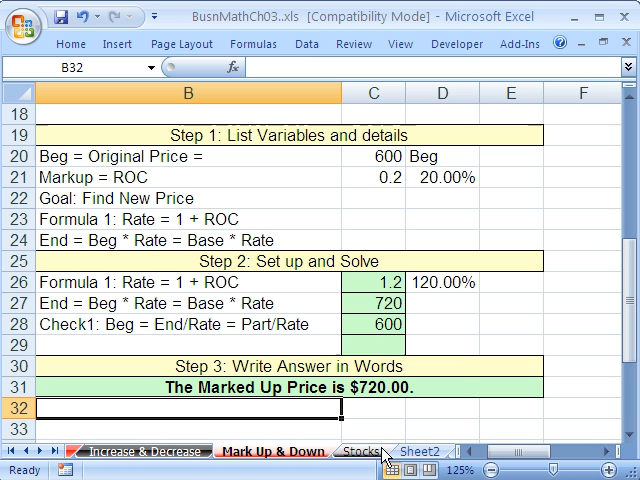 BusnMathCh03..xls [Compatibility Mode] - Microsoft Excel
Home Insert Page Layout Formulas Data Review View Developer Add-Ins
B32 fx
B C D E F
18
19 Step 1: List Variables and details
20 Beg = Original Price = 600 Beg
21 Markup = ROC 0.2 20.00%
22 Goal: Find New Price
23 Formula 1: Rate = 1 + ROC
24 End = Beg * Rate = Base * Rate
25 Step 2: Set up and Solve
26 Formula 1: Rate = 1 + ROC 1.2 120.00%
27 End = Beg * Rate = Base * Rate 720
28 Check1: Beg = End/Rate = Part/Rate 600
29
30 Step 3: Write Answer in Words
31 The Marked Up Price is $720.00.
32
33
Increase & Decrease Mark Up & Down Stocks Sheet2
Ready 125%